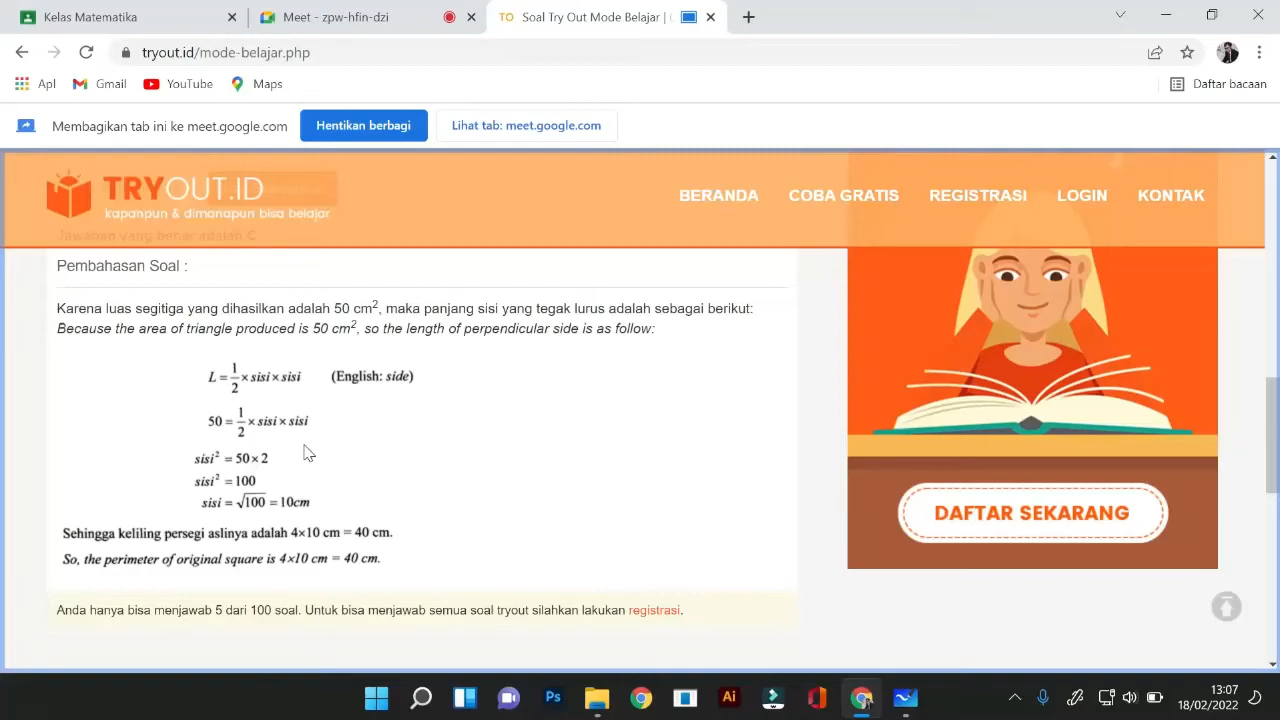 Kelas Matematika
Meet - zpw-hfin-dzi
TO Soal Try Out Mode Belajar | 
tryout.id/mode-belajar.php
Apl
Gmail
YouTube
Maps
Daftar bacaan
Membagikan tab ini ke meet.google.com
Hentikan berbagi
Lihat tab: meet.google.com
TRYOUT.ID
kapanpun & dimanapun bisa belajar
BERANDA
COBA GRATIS
REGISTRASI
LOGIN
KONTAK
Jawaban yang benar adalah C
Pembahasan Soal :
Karena luas segitiga yang dihasilkan adalah 50 cm², maka panjang sisi yang tegak lurus adalah sebagai berikut:
Because the area of triangle produced is 50 cm², so the length of perpendicular side is as follow:
L = 1/2 × sisi × sisi (English: side)
50 = 1/2 × sisi × sisi
sisi² = 50 × 2
sisi² = 100
sisi = √100 = 10cm
Sehingga keliling persegi aslinya adalah 4×10 cm = 40 cm.
So, the perimeter of original square is 4×10 cm = 40 cm.
Anda hanya bisa menjawab 5 dari 100 soal. Untuk bisa menjawab semua soal tryout silahkan lakukan registrasi.
DAFTAR SEKARANG
Ps
Ai
13:07
18/02/2022